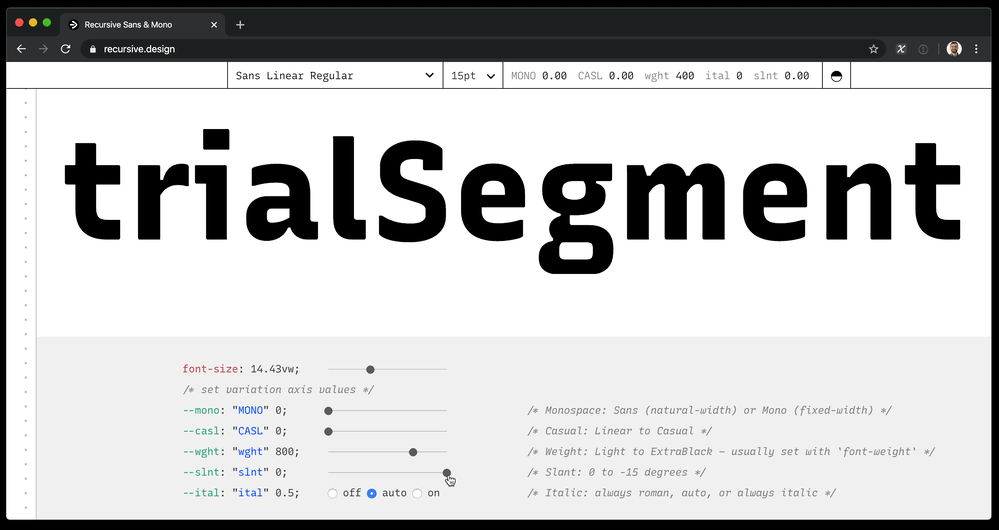 Recursive Sans & Mono
recursive.design
Sans Linear Regular 15pt MONO 0.00 CASL 0.00 wght 400 ital 0 slnt 0.00
trialSegment
font-size: 14.43vw;
/* set variation axis values */
--mono: "MONO" 0; /* Monospace: Sans (natural-width) or Mono (fixed-width) */
--casl: "CASL" 0; /* Casual: Linear to Casual */
--wght: "wght" 800; /* Weight: Light to ExtraBlack – usually set with `font-weight` */
--slnt: "slnt" 0; /* Slant: 0 to -15 degrees */
--ital: "ital" 0.5; off auto on /* Italic: always roman, auto, or always italic */